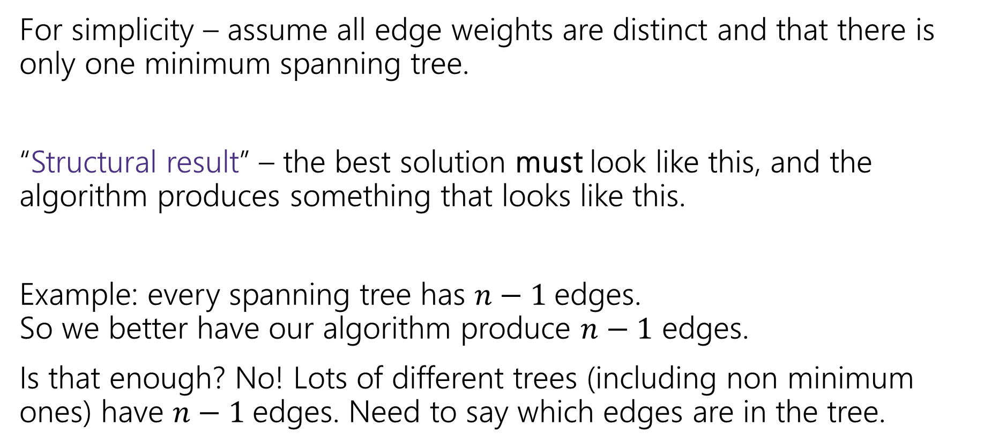 For simplicity – assume all edge weights are distinct and that there is
only one minimum spanning tree.
“Structural result” – the best solution must look like this, and the
algorithm produces something that looks like this.
Example: every spanning tree has n − 1 edges.
So we better have our algorithm produce n − 1 edges.
Is that enough? No! Lots of different trees (including non minimum
ones) have n − 1 edges. Need to say which edges are in the tree.